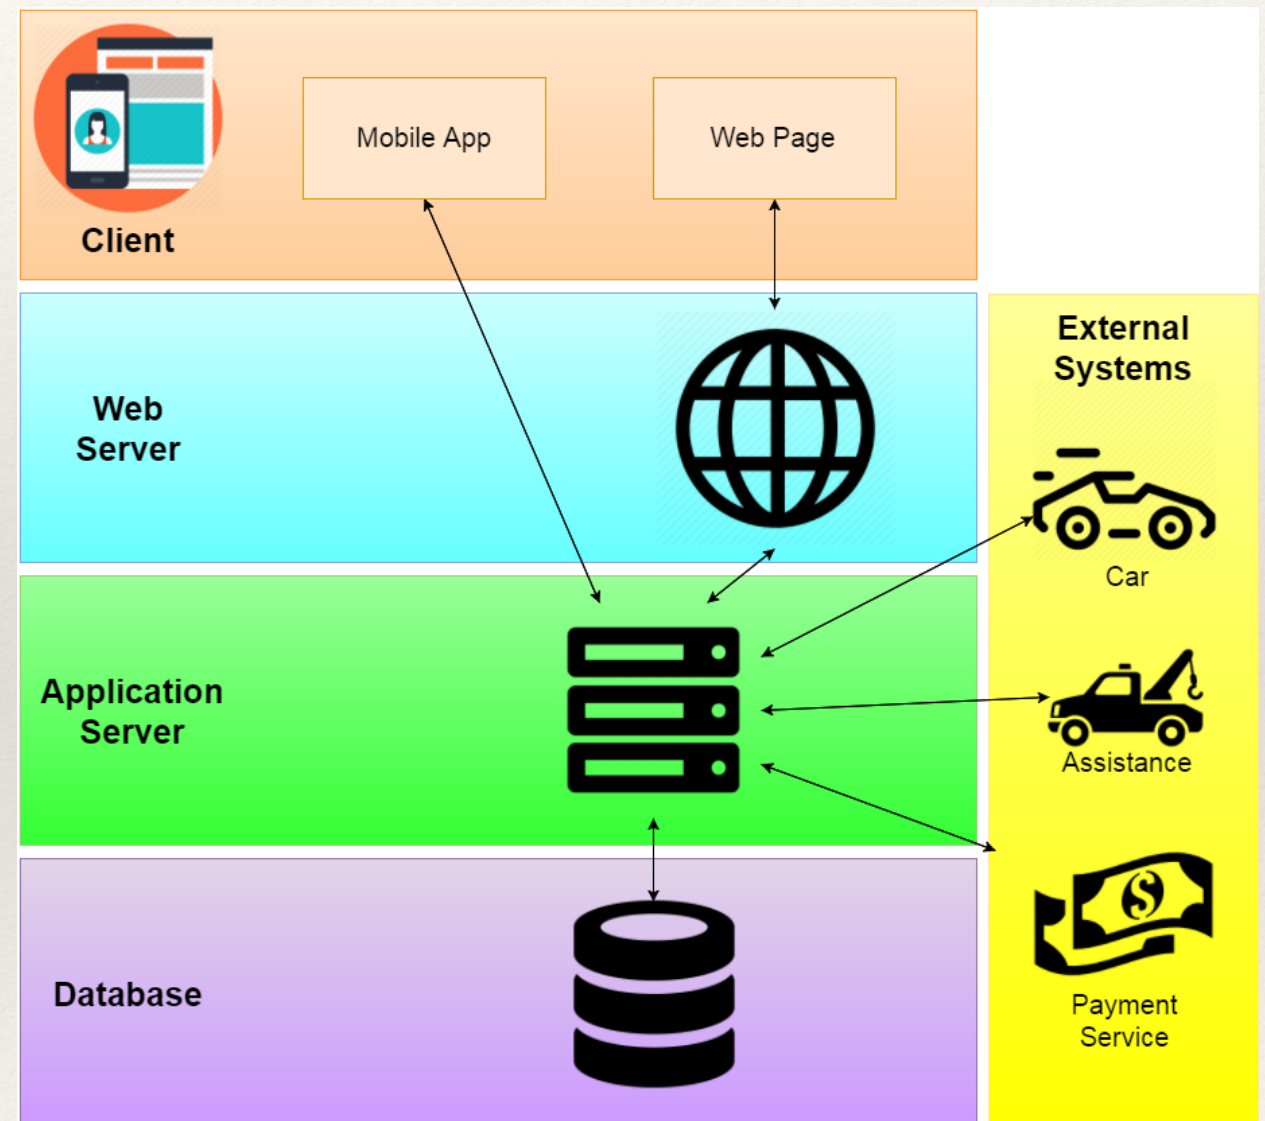 Mobile App
Web Page
Client
External
Systems
Web
Server
Car
Application
Server
Assistance
$
Database
Payment
Service